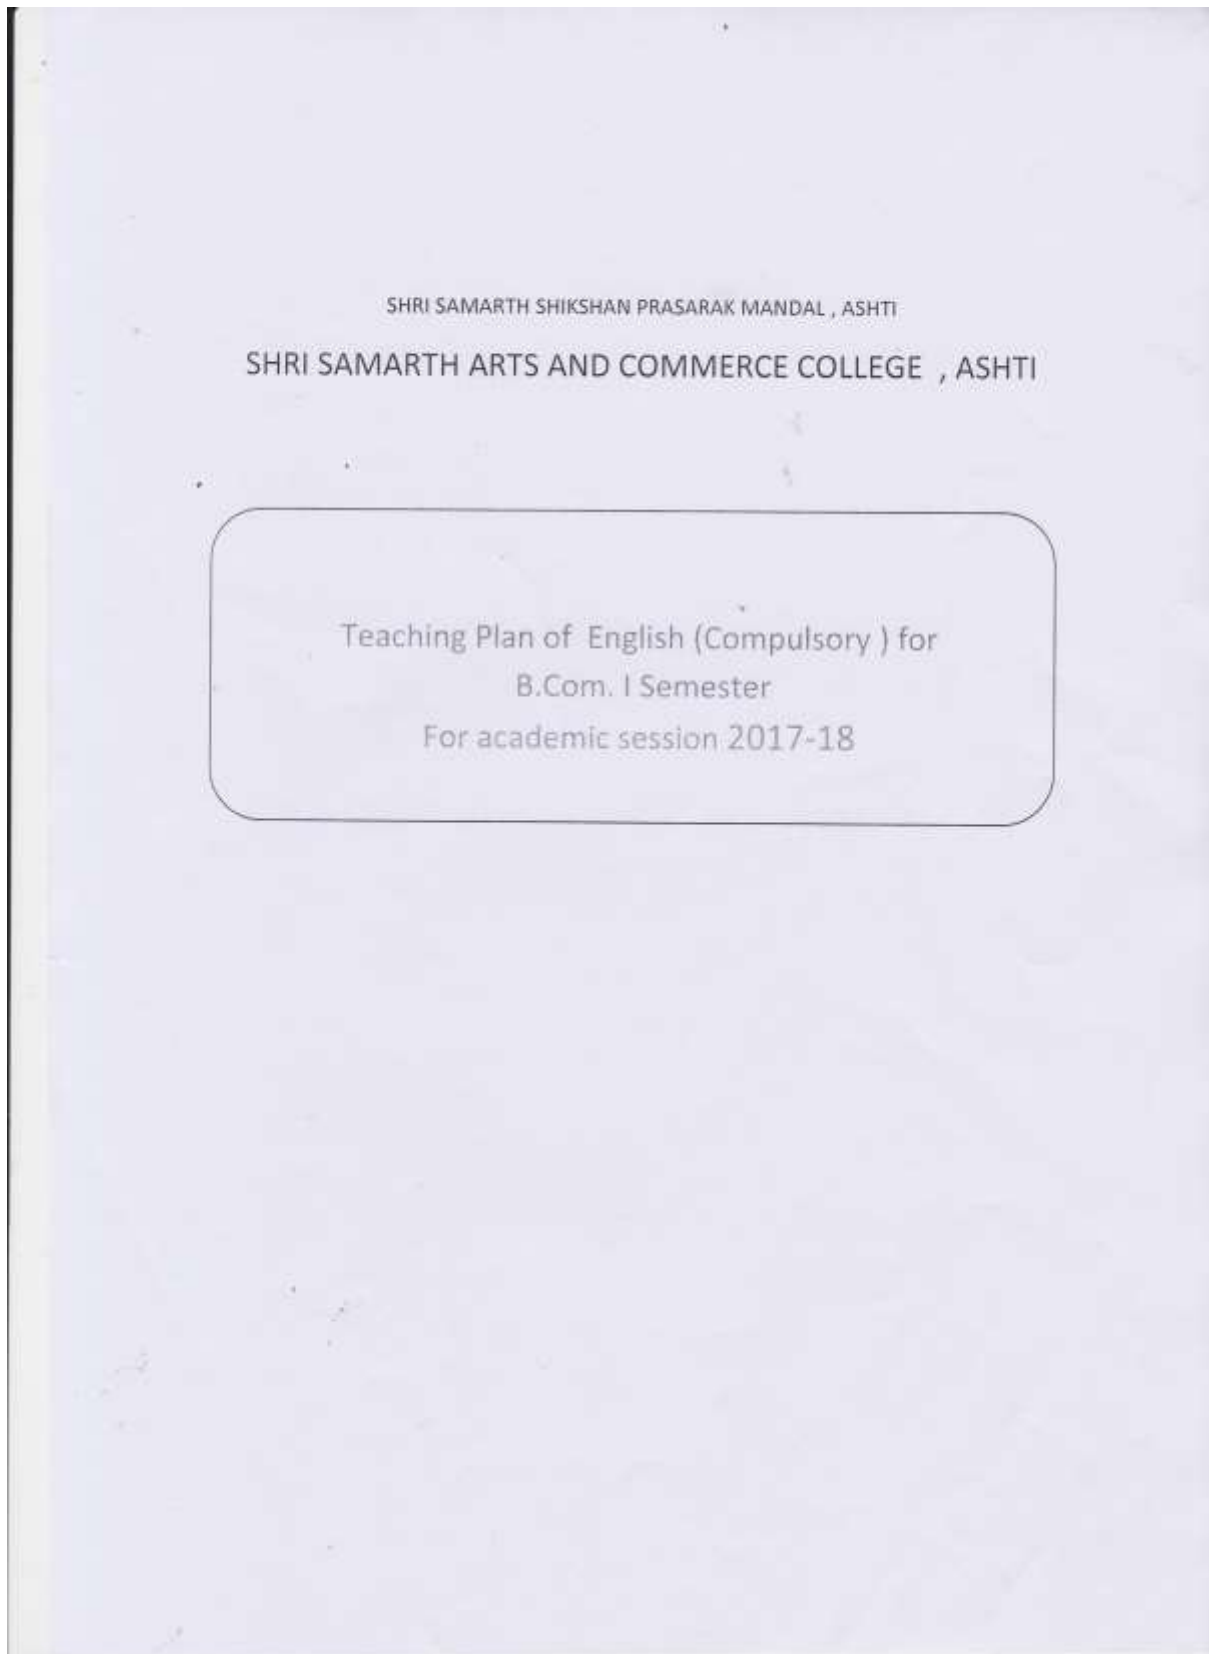 SHRI SAMARTH SHIKSHAN PRASARAK MANDAL , ASHTI
SHRI SAMARTH ARTS AND COMMERCE COLLEGE , ASHTI
Teaching Plan of English (Compulsory ) for
B.Com. I Semester
For academic session 2017-18